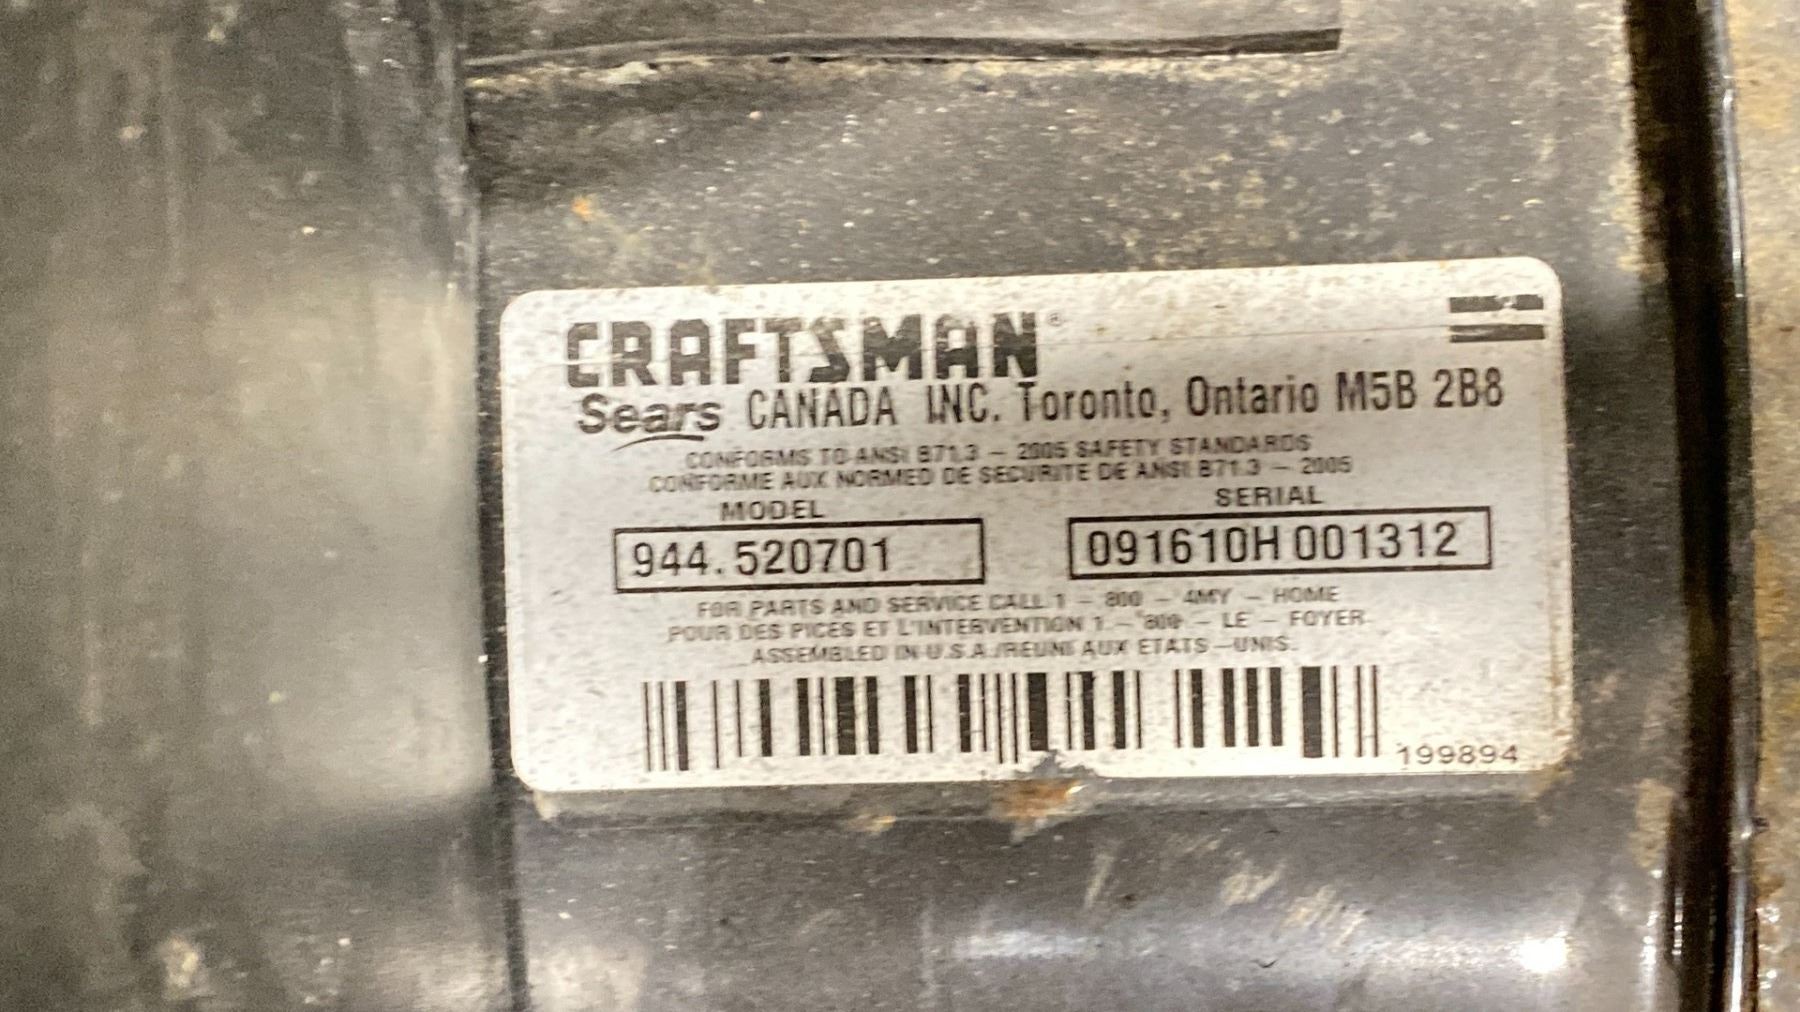 CRAFTSMAN®
Sears CANADA INC. Toronto, Ontario M5B 2B8
CONFORMS TO ANSI B71.3 – 2005 SAFETY STANDARDS
CONFORME AUX NORMED DE SECURITE DE ANSI B71.3 – 2005
MODEL SERIAL
944.520701 091610H 001312
FOR PARTS AND SERVICE CALL 1 – 800 – 4MY – HOME
POUR DES PICES ET L'INTERVENTION 1 – 800 – LE – FOYER
ASSEMBLED IN U.S.A./REUNI AUX ETATS –UNIS.
199894